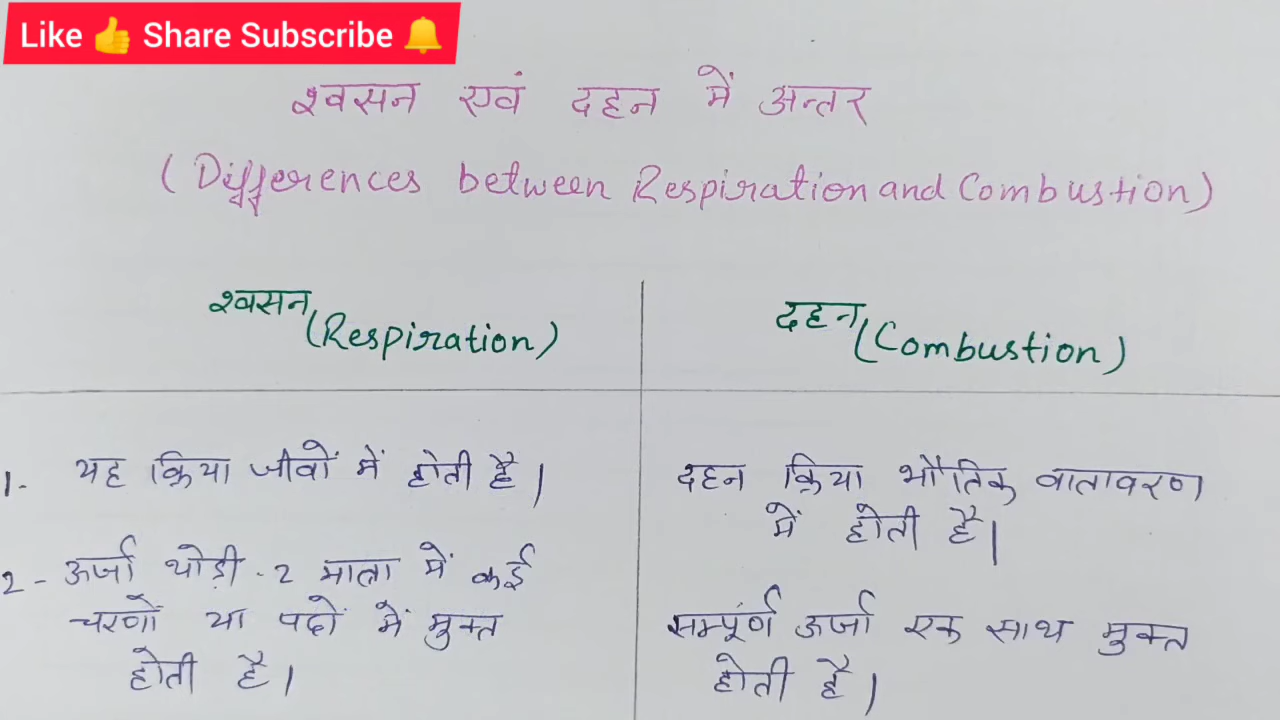 Like 👍 Share Subscribe 🔔
श्वसन एवं दहन में अन्तर
(Differences between Respiration and Combustion)
श्वसन (Respiration)
दहन (Combustion)
1. यह क्रिया जीवों में होती है।
दहन क्रिया भौतिक वातावरण
में होती है।
2- ऊर्जा थोड़ी-2 मात्रा में कई
चरणों या पदों में मुक्त
होती है।
सम्पूर्ण ऊर्जा एक साथ मुक्त
होती है।